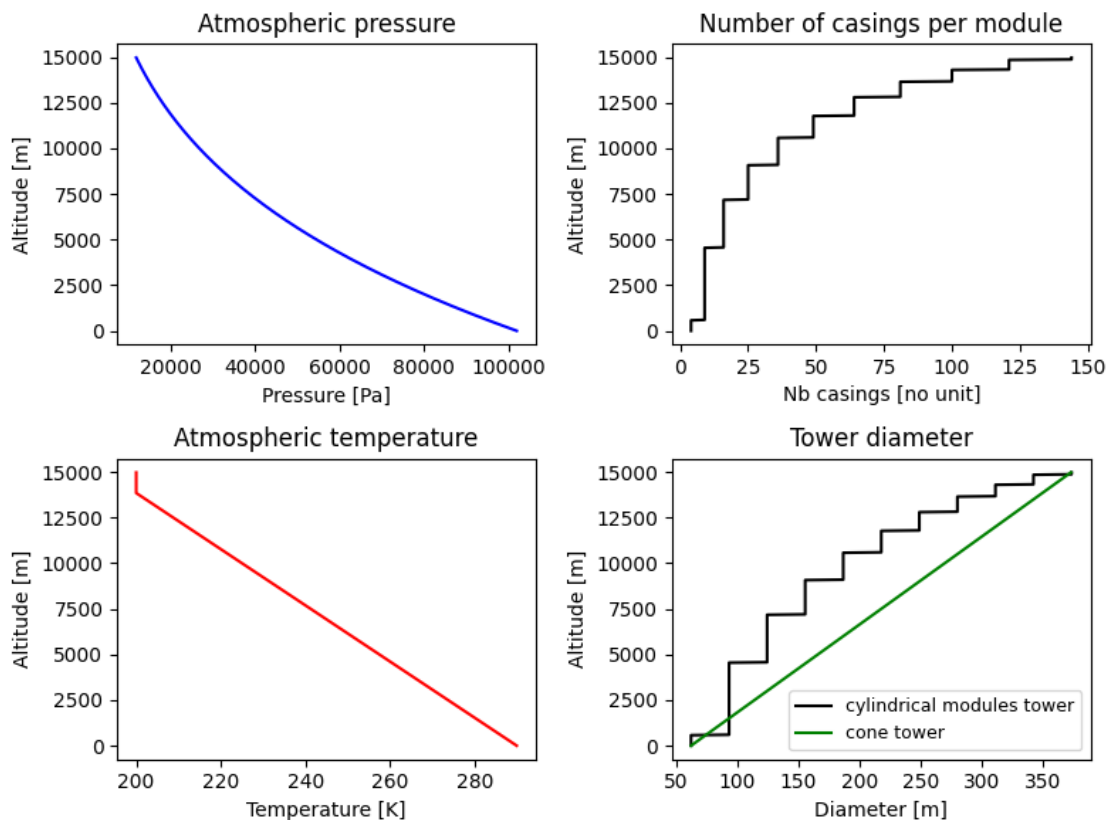 Atmospheric pressure
Altitude [m]
15000
12500
10000
7500
5000
2500
0
20000 40000 60000 80000 100000
Pressure [Pa]
Number of casings per module
Altitude [m]
15000
12500
10000
7500
5000
2500
0
0 25 50 75 100 125 150
Nb casings [no unit]
Atmospheric temperature
Altitude [m]
15000
12500
10000
7500
5000
2500
0
200 220 240 260 280
Temperature [K]
Tower diameter
Altitude [m]
15000
12500
10000
7500
5000
2500
0
cylindrical modules tower
cone tower
50 100 150 200 250 300 350
Diameter [m]